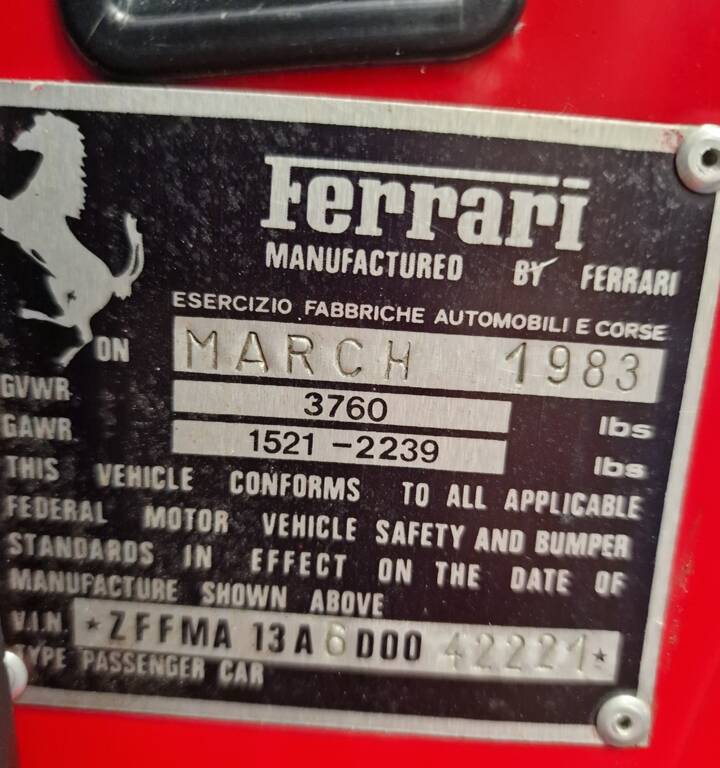 Ferrari
MANUFACTURED BY FERRARI
ESERCIZIO FABBRICHE AUTOMOBILI E CORSE
ON MARCH 1983
GVWR 3760 lbs
GAWR 1521 -2239 lbs
THIS VEHICLE CONFORMS TO ALL APPLICABLE
FEDERAL MOTOR VEHICLE SAFETY AND BUMPER
STANDARDS IN EFFECT ON THE DATE OF
MANUFACTURE SHOWN ABOVE
V.I.N. *ZFFMA 13A6D00 42221*
TYPE PASSENGER CAR